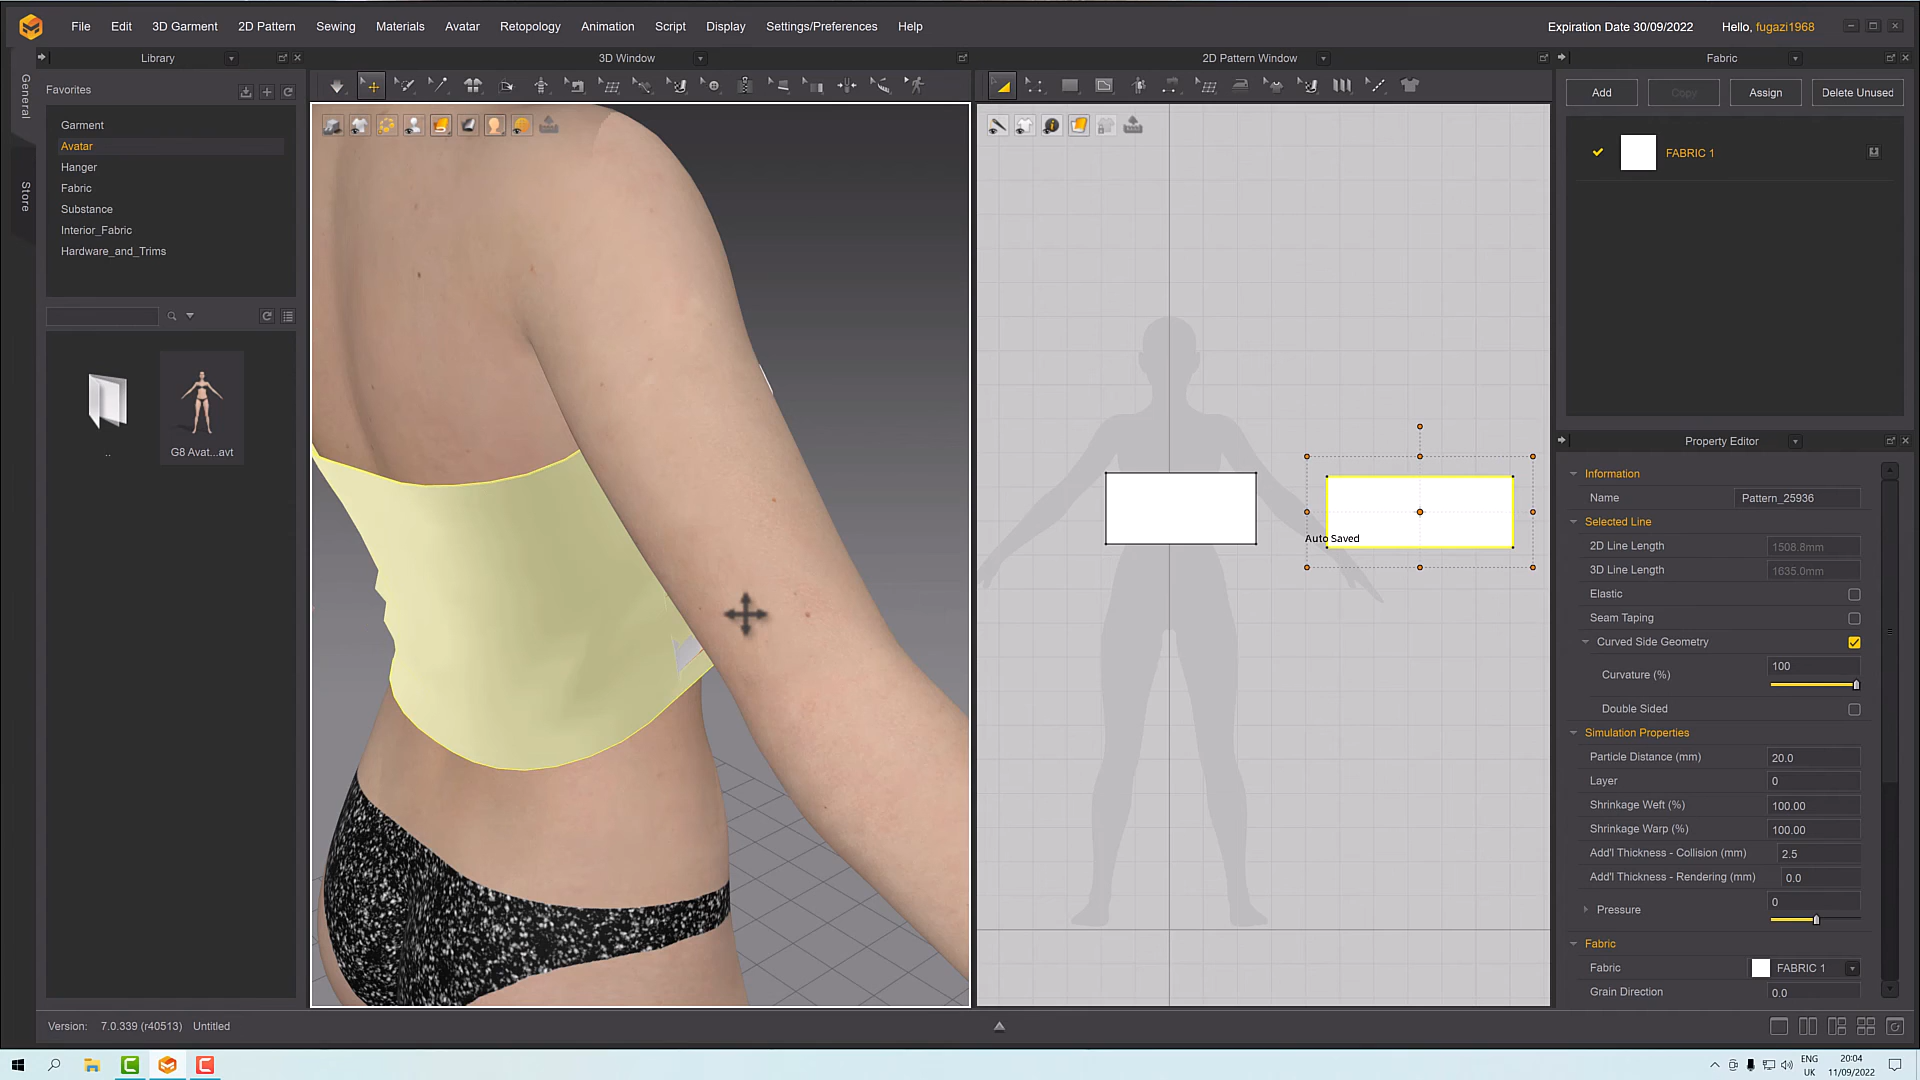 File Edit 3D Garment 2D Pattern Sewing Materials Avatar Retopology Animation Script Display Settings/Preferences Help Expiration Date 30/09/2022 Hello, fugazi1968
Library 3D Window 2D Pattern Window Fabric
General
Store
Favorites
Garment
Avatar
Hanger
Fabric
Substance
Interior_Fabric
Hardware_and_Trims
..
G8 Avat...avt
Auto Saved
Add Copy Assign Delete Unused
FABRIC 1
Property Editor
Information
Name Pattern_25936
Selected Line
2D Line Length 1508.8mm
3D Line Length 1635.0mm
Elastic
Seam Taping
Curved Side Geometry
Curvature (%) 100
Double Sided
Simulation Properties
Particle Distance (mm) 20.0
Layer 0
Shrinkage Weft (%) 100.00
Shrinkage Warp (%) 100.00
Add'l Thickness - Collision (mm) 2.5
Add'l Thickness - Rendering (mm) 0.0
Pressure 0
Fabric
Fabric FABRIC 1
Grain Direction 0.0
Version: 7.0.339 (r40513) Untitled
ENG
UK
20:04
11/09/2022